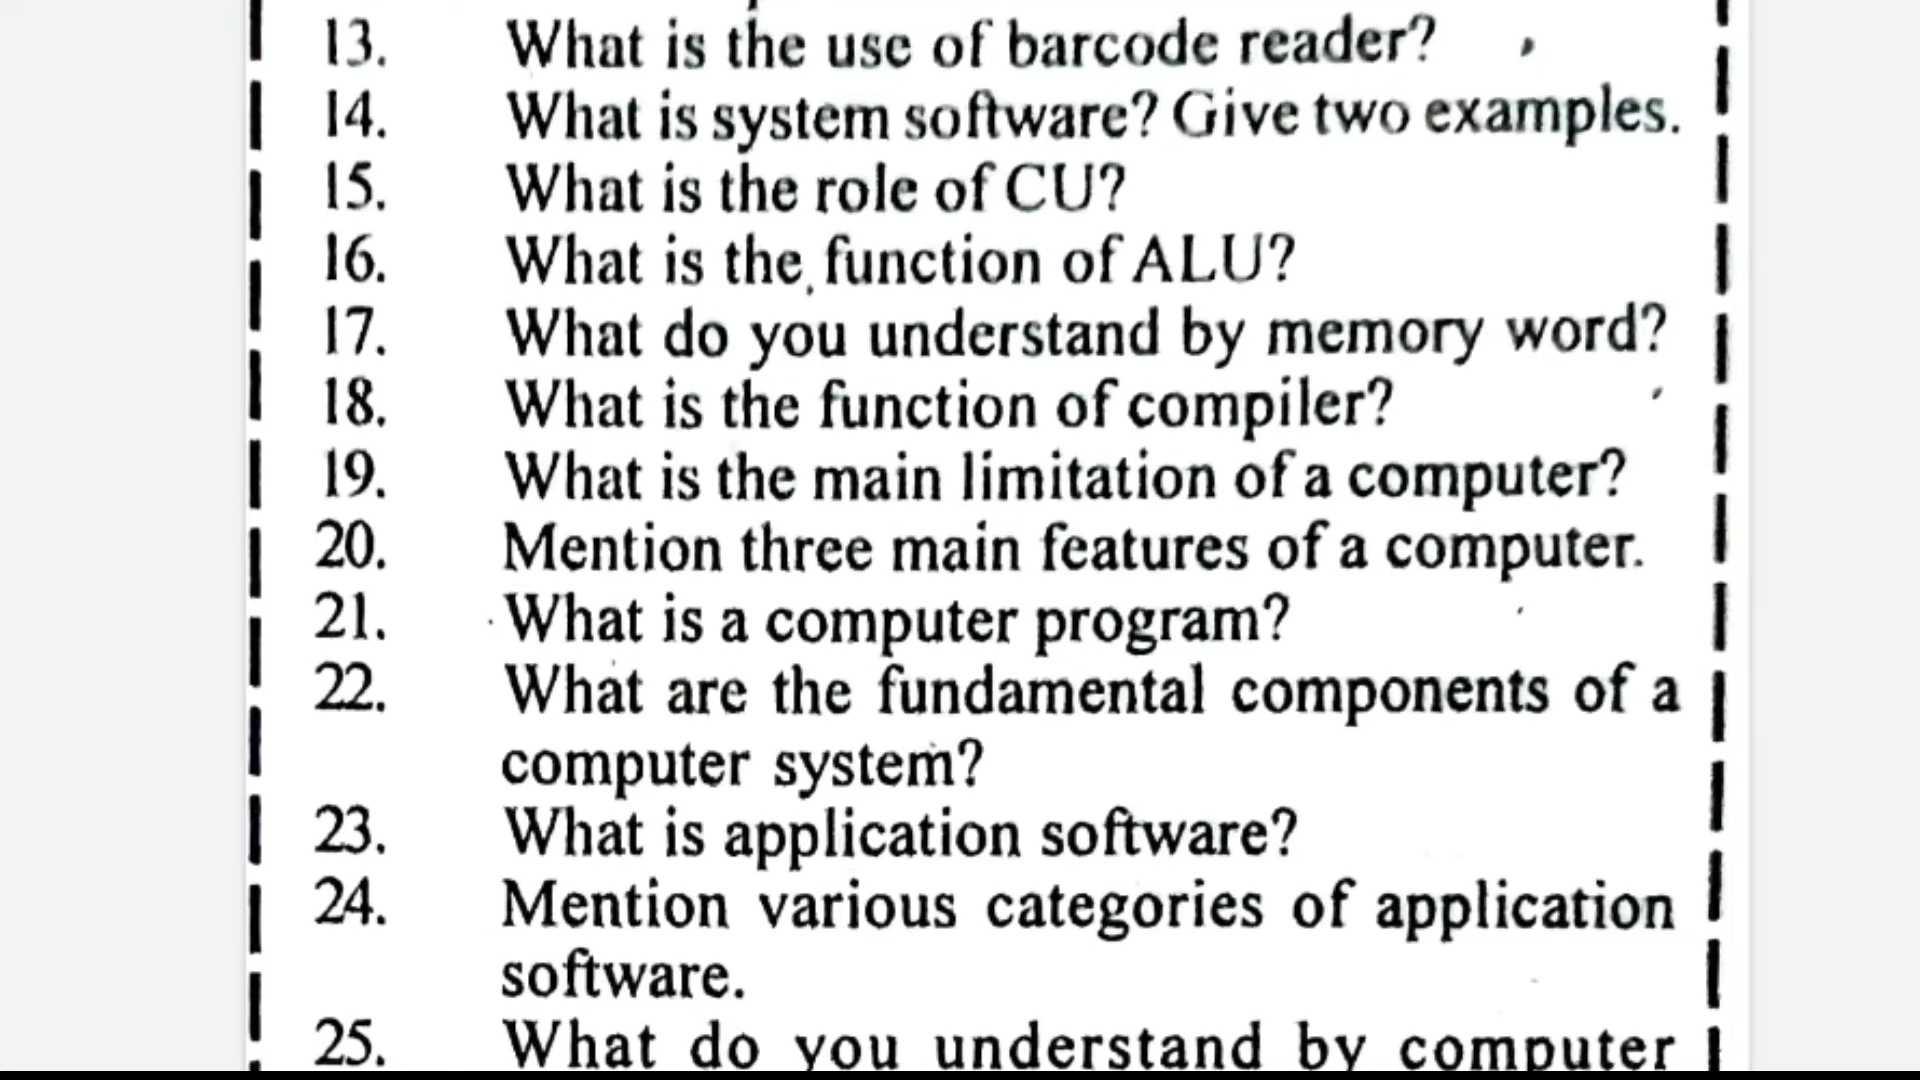 13. What is the use of barcode reader?
14. What is system software? Give two examples.
15. What is the role of CU?
16. What is the function of ALU?
17. What do you understand by memory word?
18. What is the function of compiler?
19. What is the main limitation of a computer?
20. Mention three main features of a computer.
21. What is a computer program?
22. What are the fundamental components of a
computer system?
23. What is application software?
24. Mention various categories of application
software.
25. What do you understand by computer